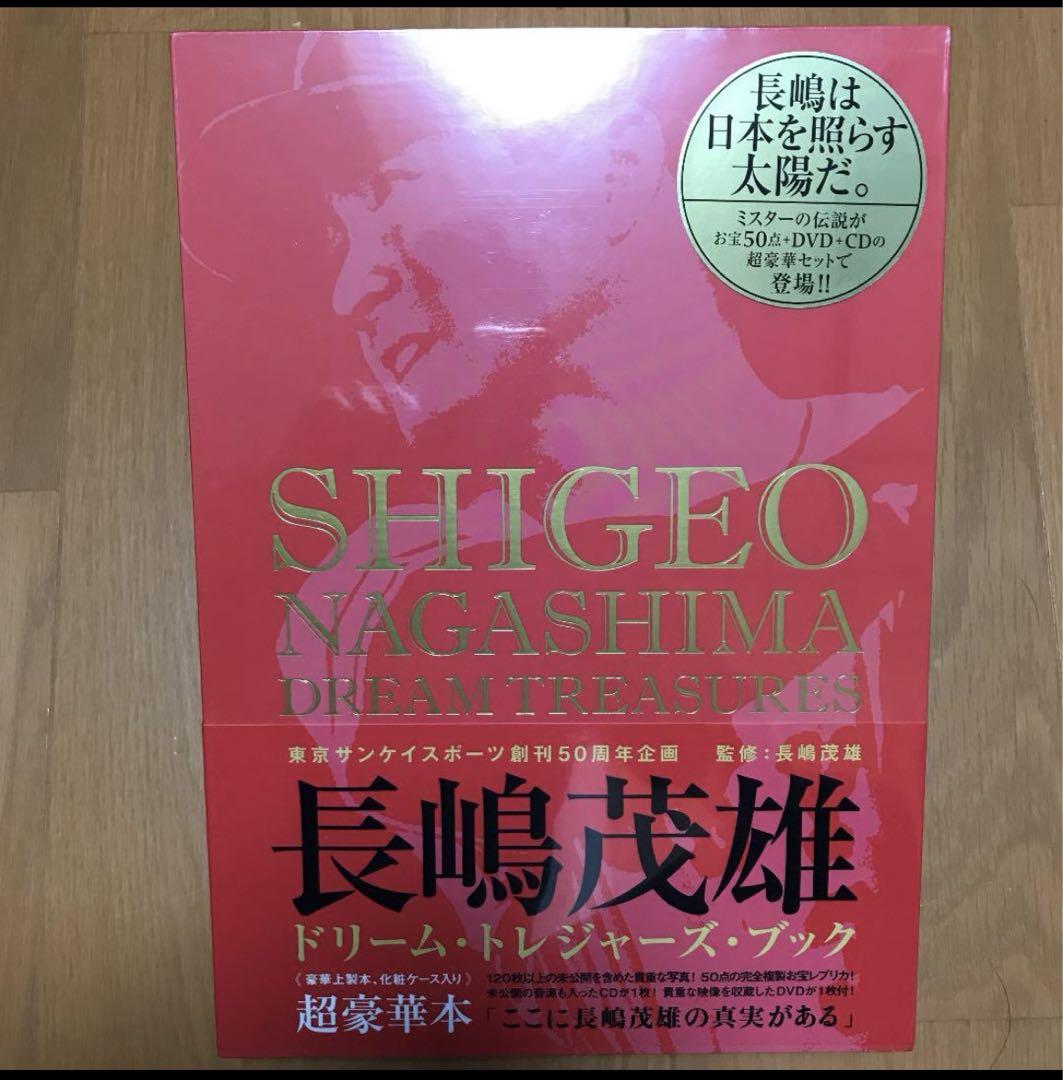 長嶋は
日本を照らす
太陽だ。
ミスターの伝説が
お宝50点+DVD+CDの
超豪華セットで
登場!!
SHIGEO
NAGASHIMA
DREAM TREASURES
東京サンケイスポーツ創刊50周年企画 監修:長嶋茂雄
長嶋茂雄
ドリーム・トレジャーズ・ブック
《豪華上製本、化粧ケース入り》
超豪華本
120枚以上の未公開を含めた貴重な写真!50点の完全複製お宝レプリカ!
未公開の音源も入ったCDが1枚!貴重な映像を収蔵したDVDが1枚付!
「ここに長嶋茂雄の真実がある」